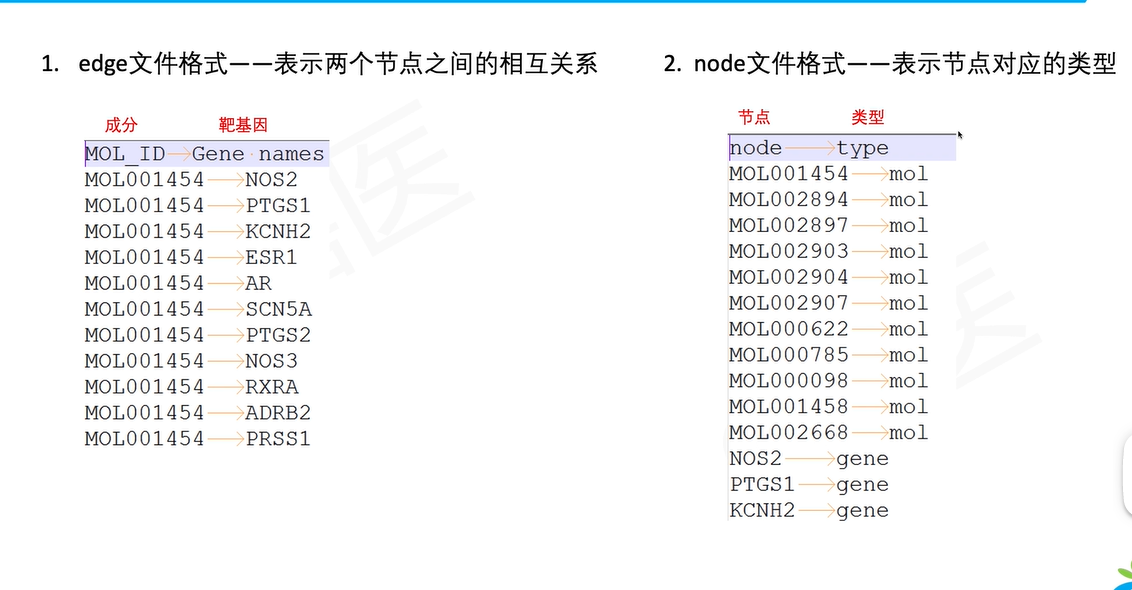 1. edge文件格式——表示两个节点之间的相互关系
成分 靶基因
MOL_ID→Gene names
MOL001454→NOS2
MOL001454→PTGS1
MOL001454→KCNH2
MOL001454→ESR1
MOL001454→AR
MOL001454→SCN5A
MOL001454→PTGS2
MOL001454→NOS3
MOL001454→RXRA
MOL001454→ADRB2
MOL001454→PRSS1
2. node文件格式——表示节点对应的类型
节点 类型
node→type
MOL001454→mol
MOL002894→mol
MOL002897→mol
MOL002903→mol
MOL002904→mol
MOL002907→mol
MOL000622→mol
MOL000785→mol
MOL000098→mol
MOL001458→mol
MOL002668→mol
NOS2→gene
PTGS1→gene
KCNH2→gene
医